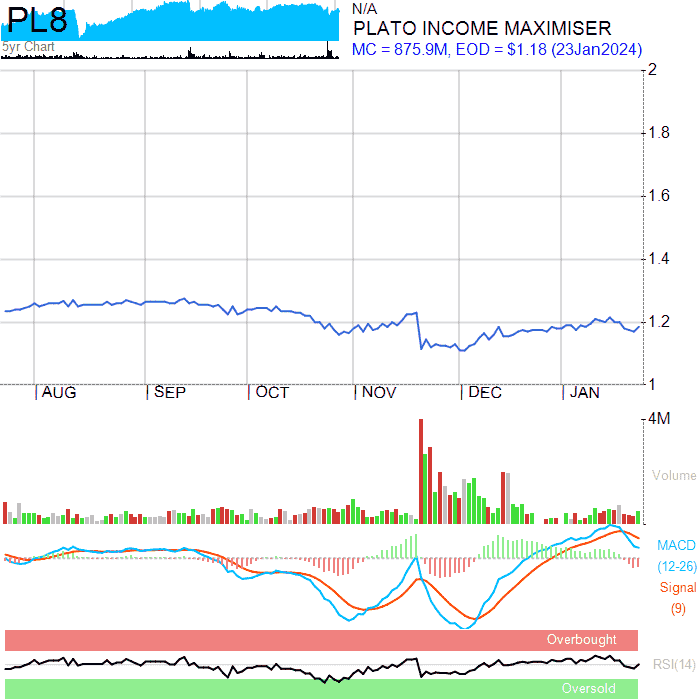 PL8
5yr Chart
N/A
PLATO INCOME MAXIMISER
MC = 875.9M, EOD = $1.18 (23Jan2024)
2
1.8
1.6
1.4
1.2
1
AUG SEP OCT NOV DEC JAN
4M
Volume
MACD
(12-26)
Signal
(9)
Overbought
RSI(14)
Oversold